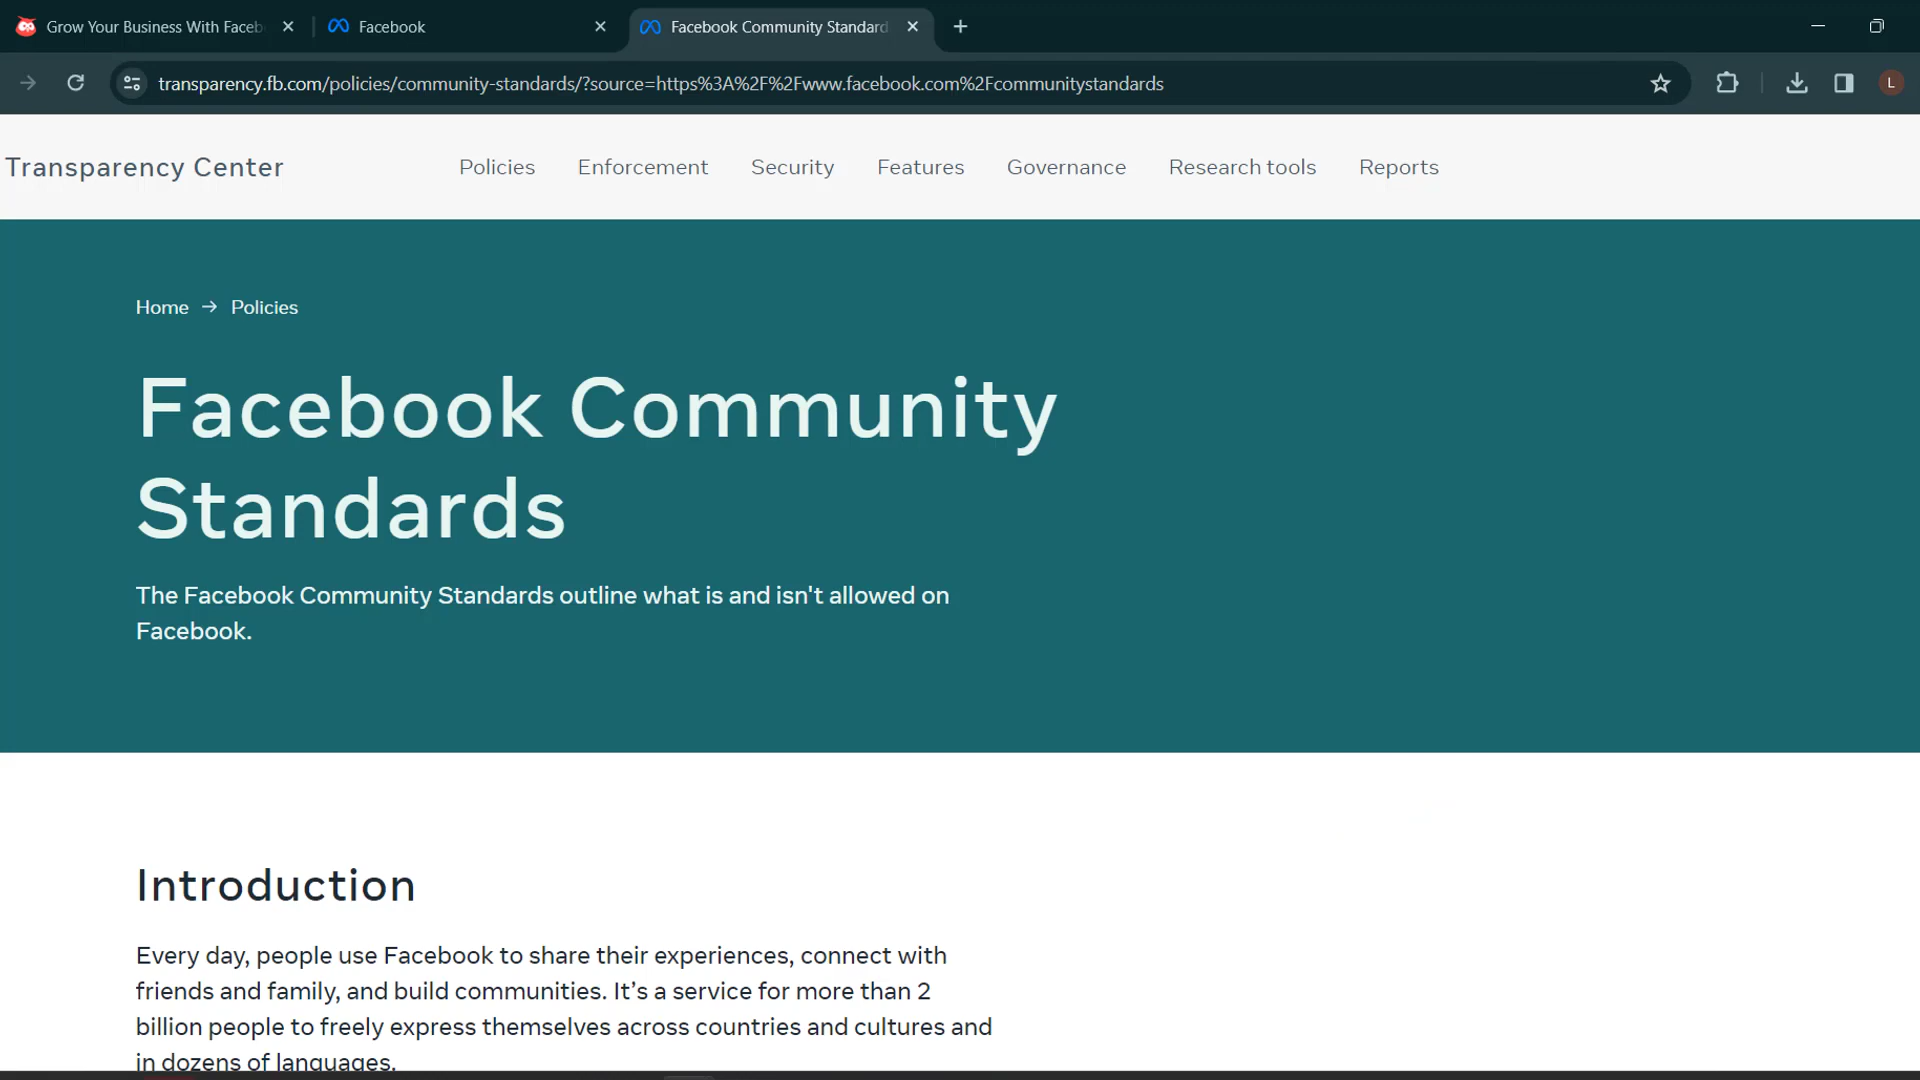 Grow Your Business With Faceb
Facebook
Facebook Community Standard
transparency.fb.com/policies/community-standards/?source=https%3A%2F%2Fwww.facebook.com%2Fcommunitystandards
L
Transparency Center
Policies
Enforcement
Security
Features
Governance
Research tools
Reports
Home → Policies
Facebook Community
Standards
The Facebook Community Standards outline what is and isn't allowed on
Facebook.
Introduction
Every day, people use Facebook to share their experiences, connect with
friends and family, and build communities. It’s a service for more than 2
billion people to freely express themselves across countries and cultures and
in dozens of languages.